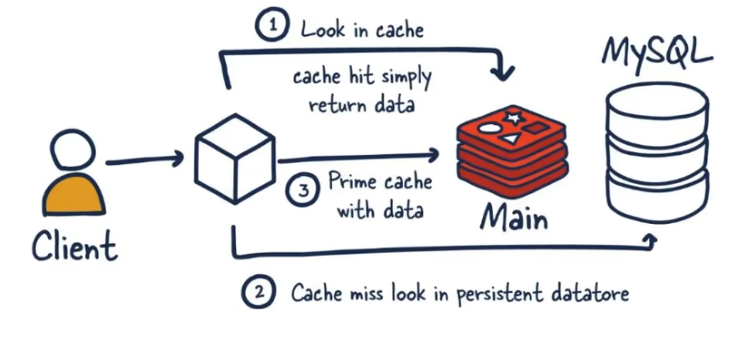 1 Look in cache
cache hit simply
return data
MySQL
3 Prime cache
with data
Main
Client
2 Cache miss look in persistent datatore